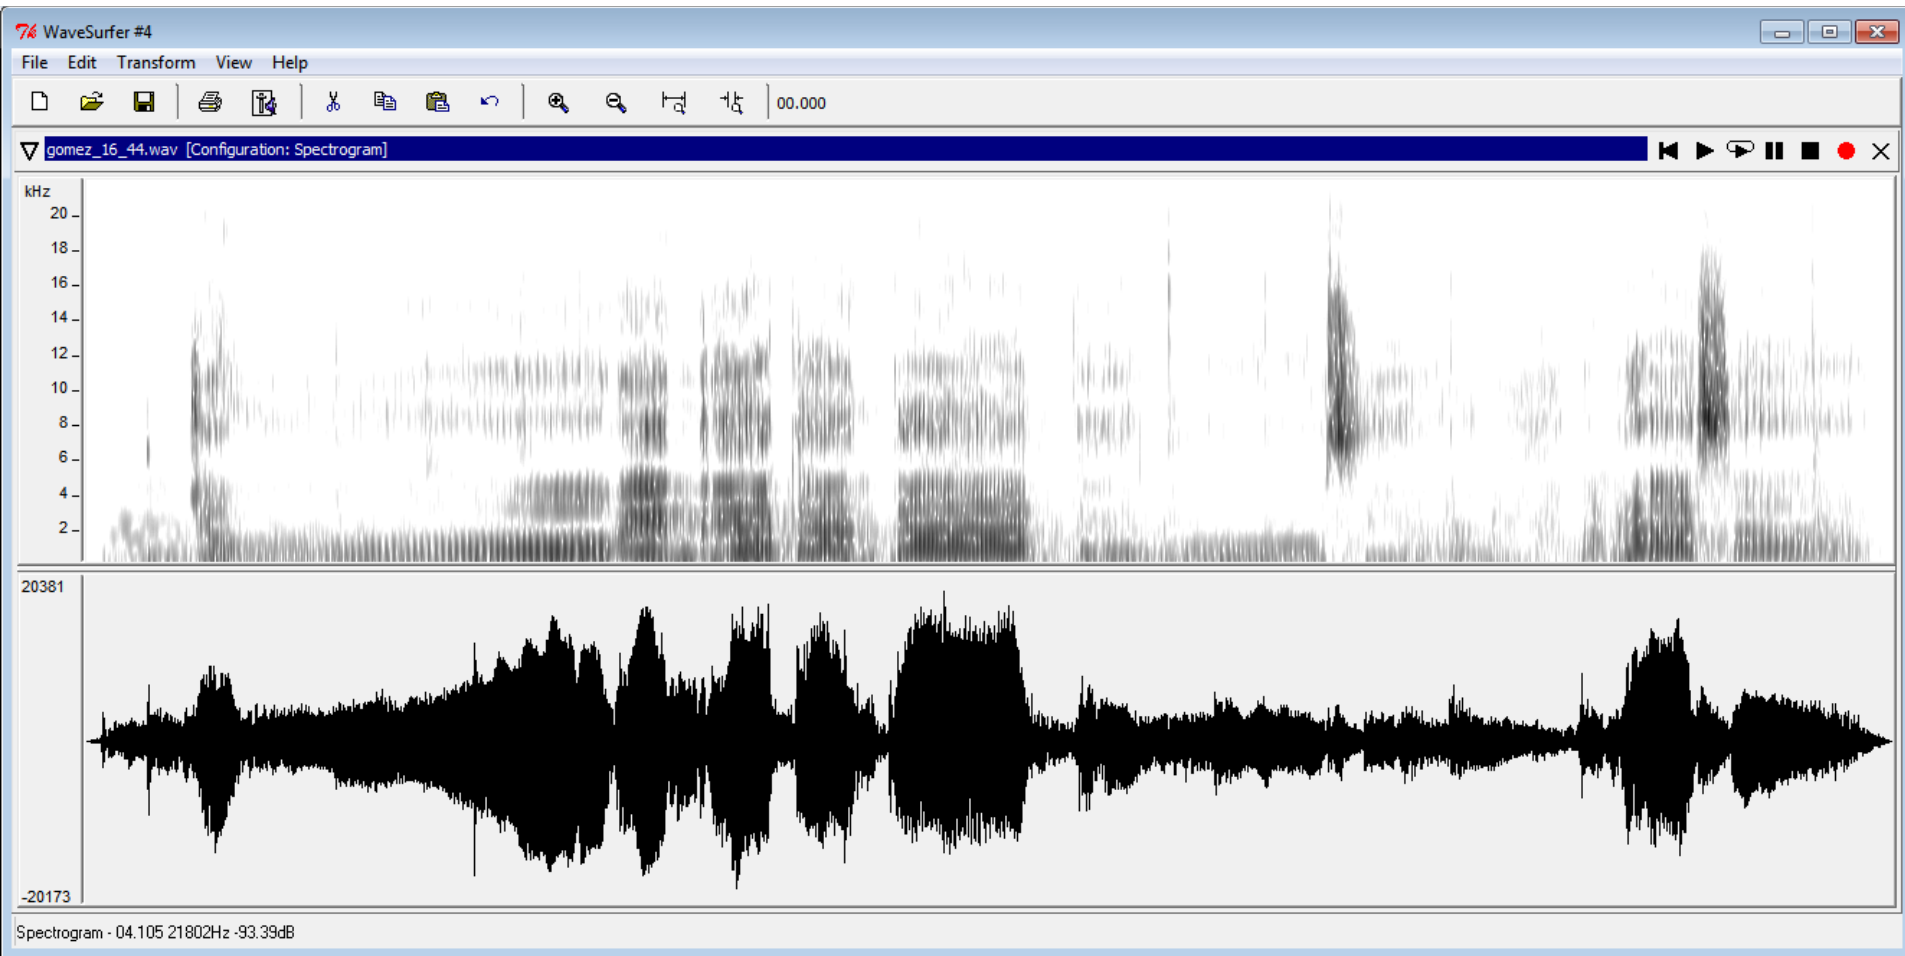 WaveSurfer #4
File Edit Transform View Help
00.000
gomez_16_44.wav [Configuration: Spectrogram]
kHz
20
18
16
14
12
10
8
6
4
2
20381
-20173
Spectrogram - 04.105 21802Hz -93.39dB